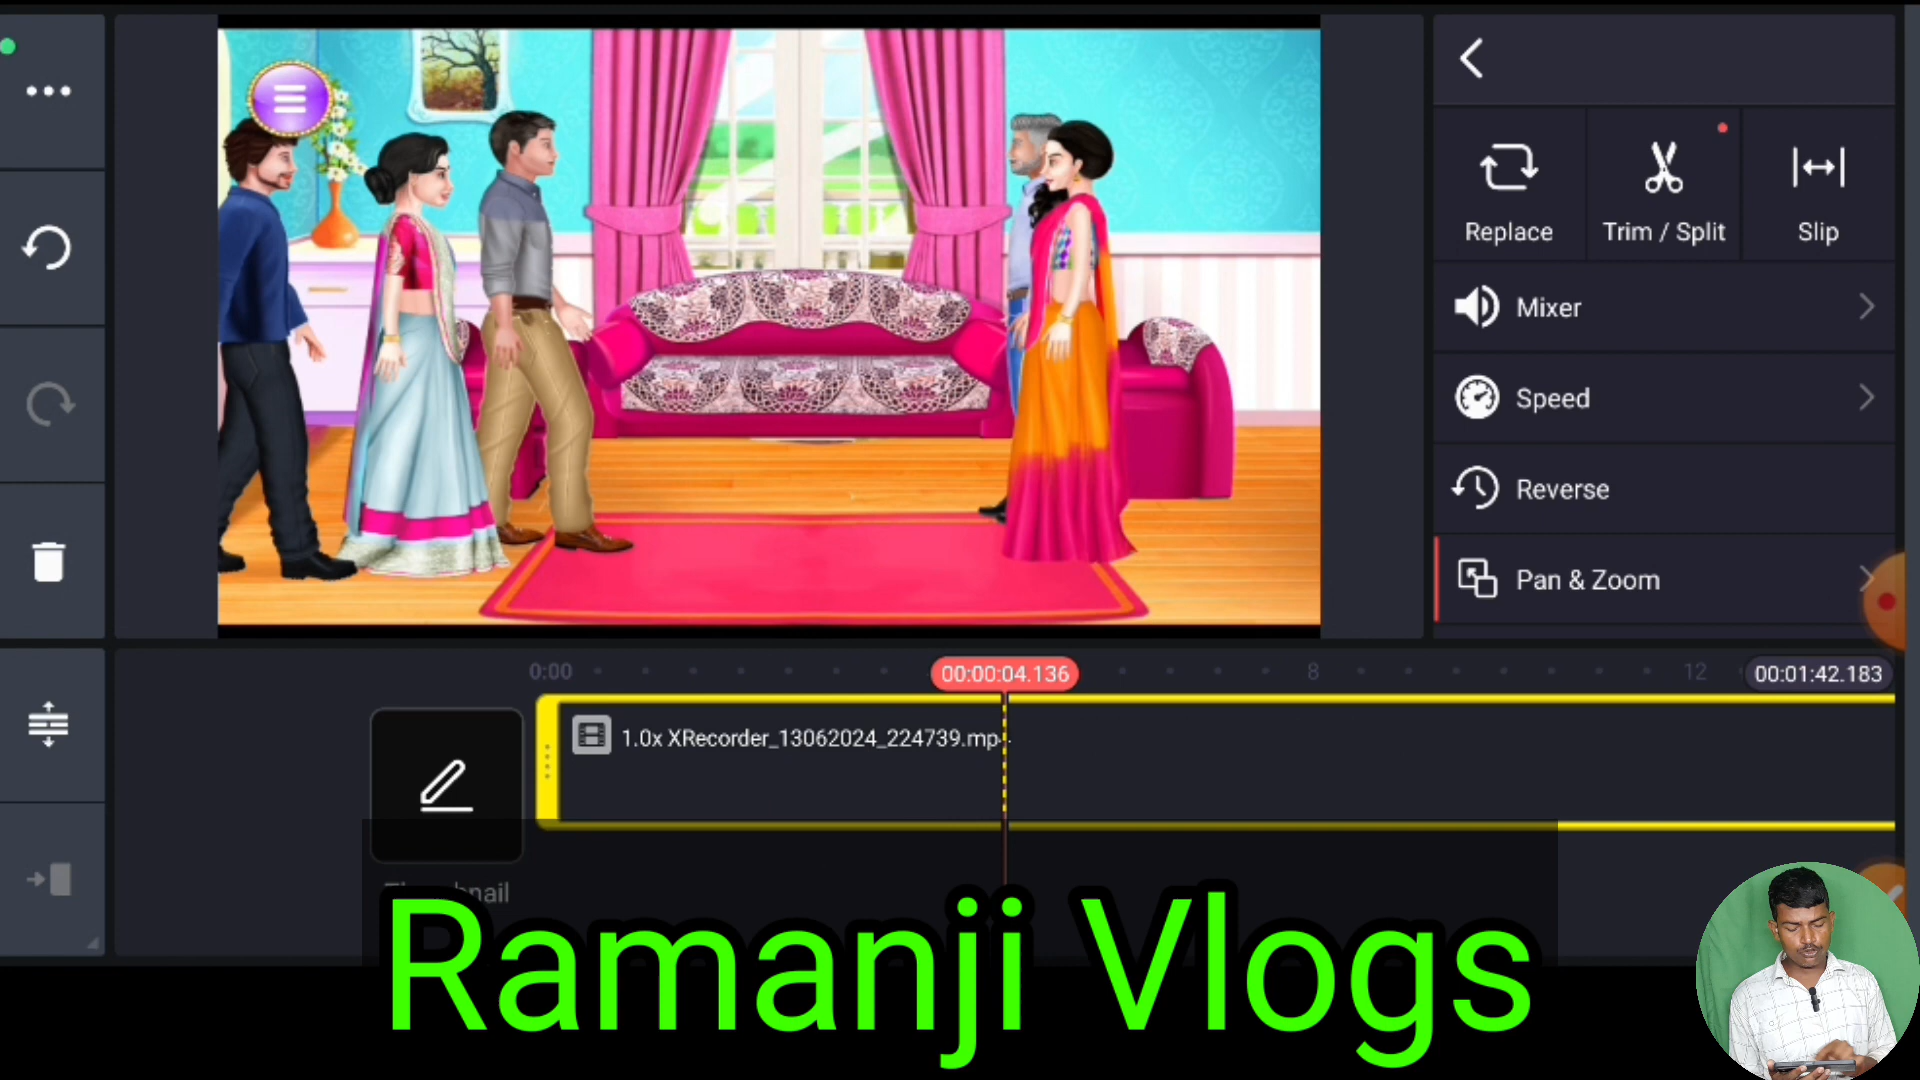 Replace
Trim / Split
Slip
Mixer
Speed
Reverse
Pan & Zoom
0:00
00:00:04.136
8
12
00:01:42.183
1.0x XRecorder_13062024_224739.mp
Ramanji Vlogs